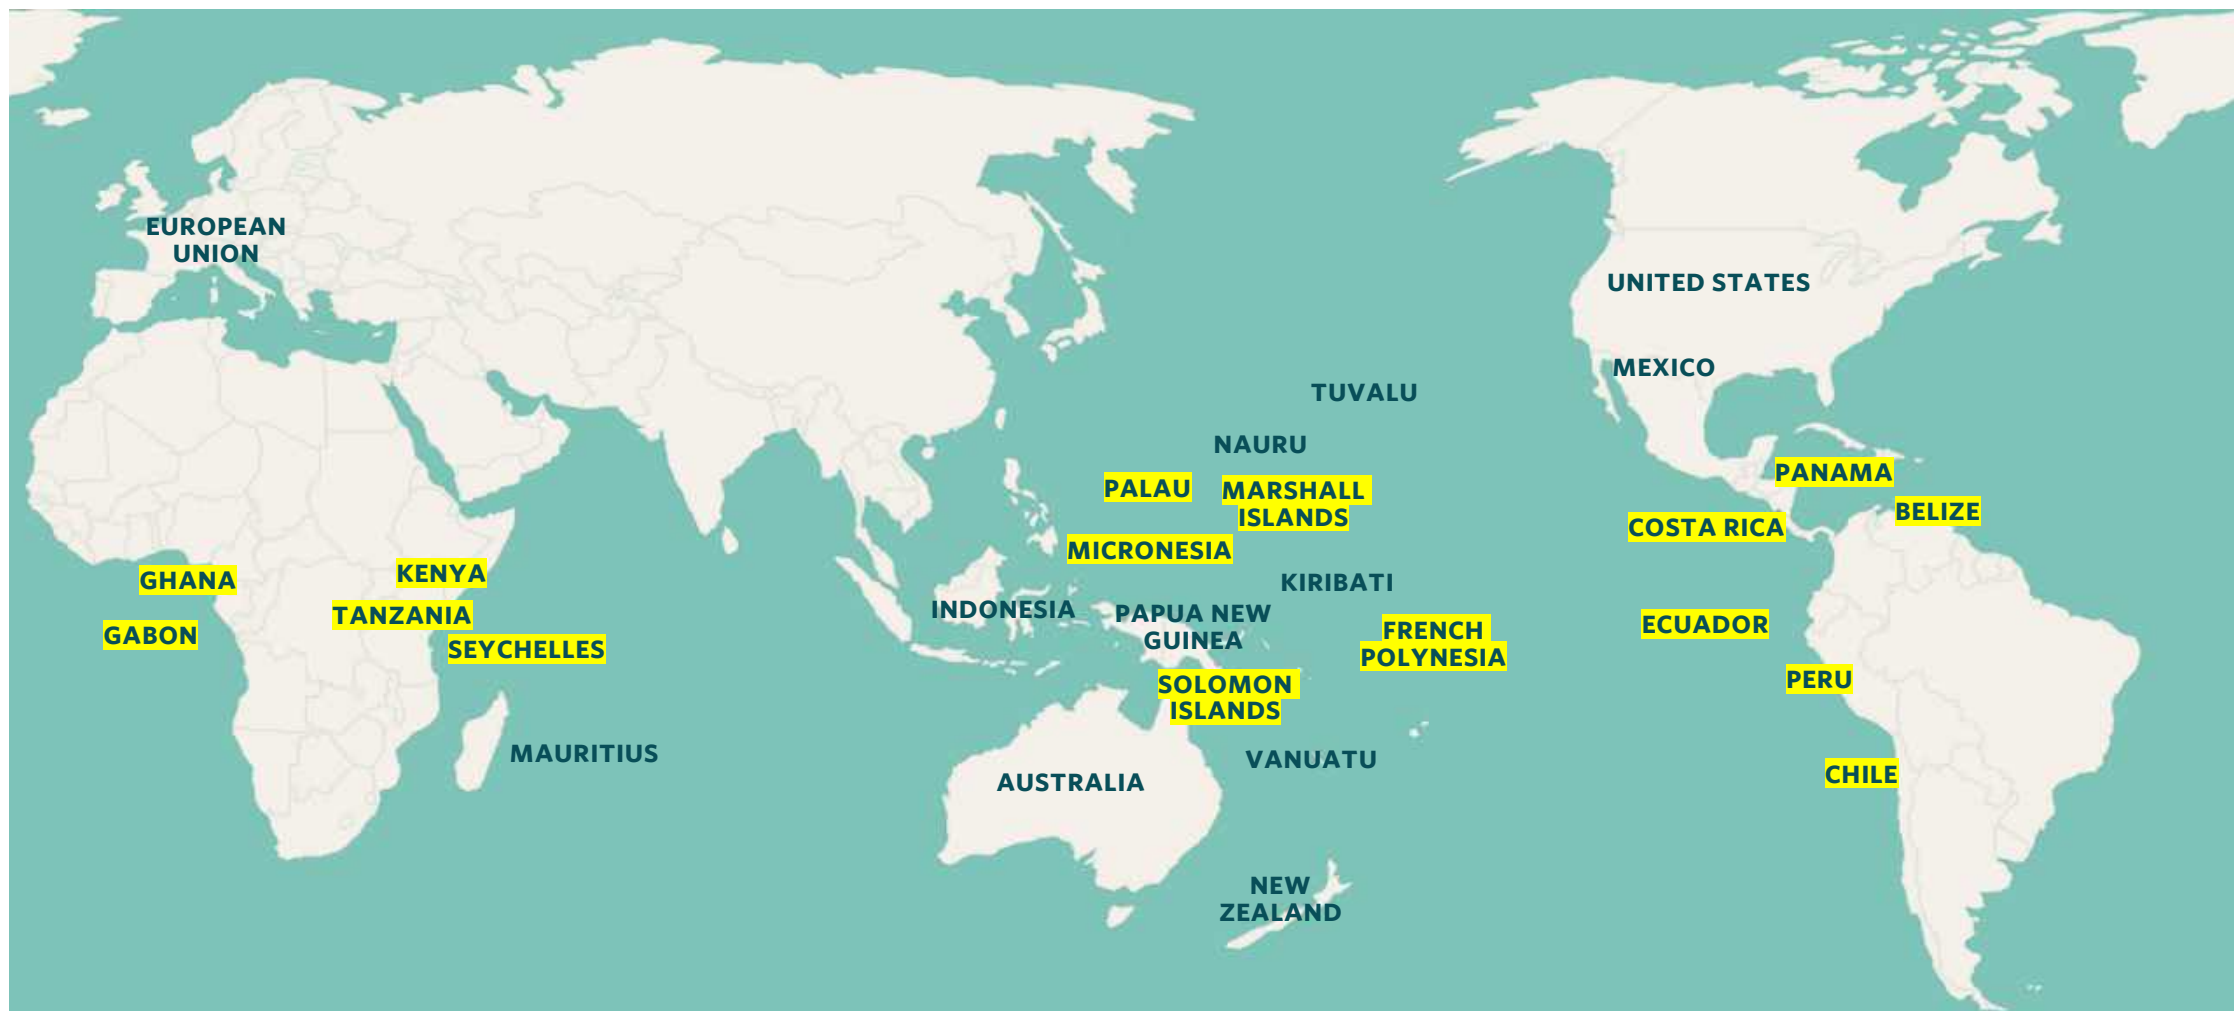 EUROPEAN
UNION
UNITED STATES
MEXICO
TUVALU
NAURU
PANAMA
PALAU
MARSHALL
ISLANDS
BELIZE
COSTA RICA
MICRONESIA
KENYA
GHANA
KIRIBATI
INDONESIA
PAPUA NEW
GUINEA
TANZANIA
ECUADOR
FRENCH
POLYNESIA
GABON
SEYCHELLES
PERU
SOLOMON
ISLANDS
MAURITIUS
VANUATU
CHILE
AUSTRALIA
NEW
ZEALAND